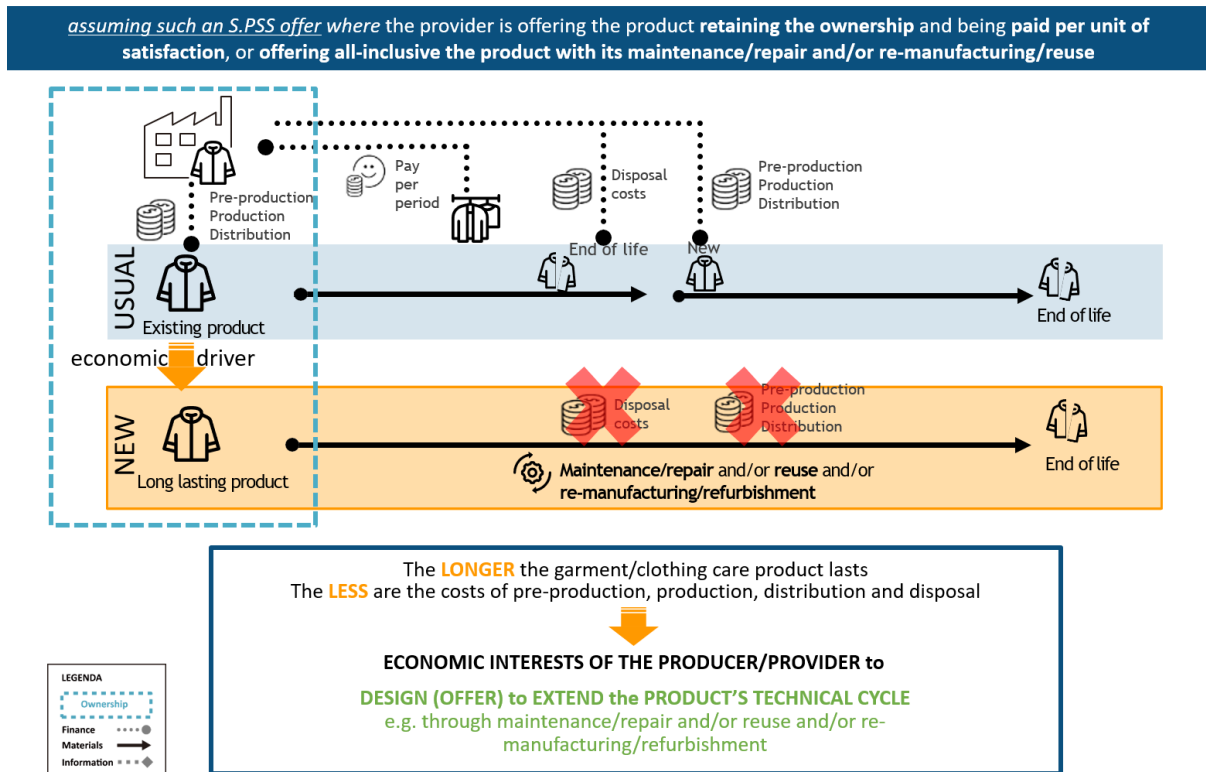 assuming such an S.PSS offer where the provider is offering the product retaining the ownership and being paid per unit of
satisfaction, or offering all-inclusive the product with its maintenance/repair and/or re-manufacturing/reuse
Pay
per
period
Disposal
costs
Pre-production
Production
Distribution
Pre-production
Production
Distribution
USUAL
End of life
New
Existing product
End of life
economic driver
NEW
Disposal
costs
Pre-production
Production
Distribution
Long lasting product
Maintenance/repair and/or reuse and/or
re-manufacturing/refurbishment
End of life
The LONGER the garment/clothing care product lasts
The LESS are the costs of pre-production, production, distribution and disposal
ECONOMIC INTERESTS OF THE PRODUCER/PROVIDER to
DESIGN (OFFER) to EXTEND the PRODUCT'S TECHNICAL CYCLE
e.g. through maintenance/repair and/or reuse and/or re-
manufacturing/refurbishment
LEGENDA
Ownership
Finance
Materials
Information